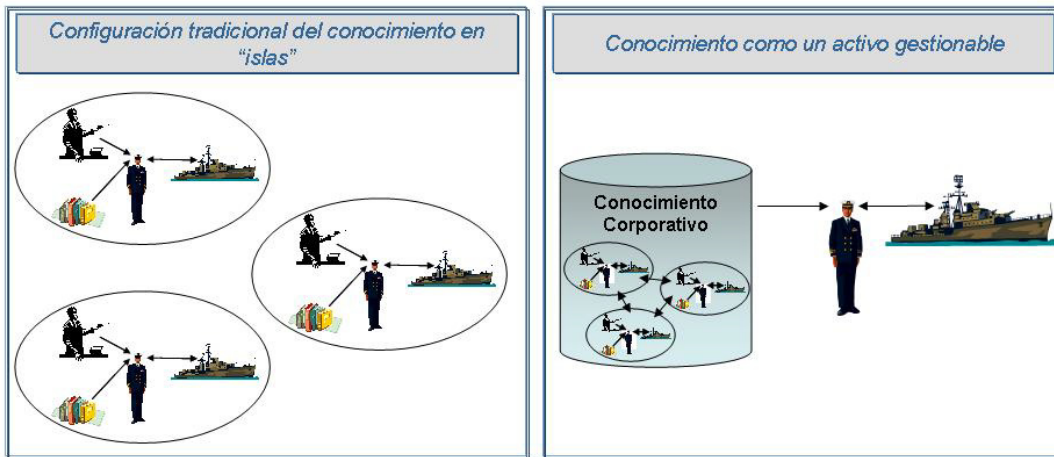 Configuración tradicional del conocimiento en
“islas”
Conocimiento como un activo gestionable
Conocimiento
Corporativo